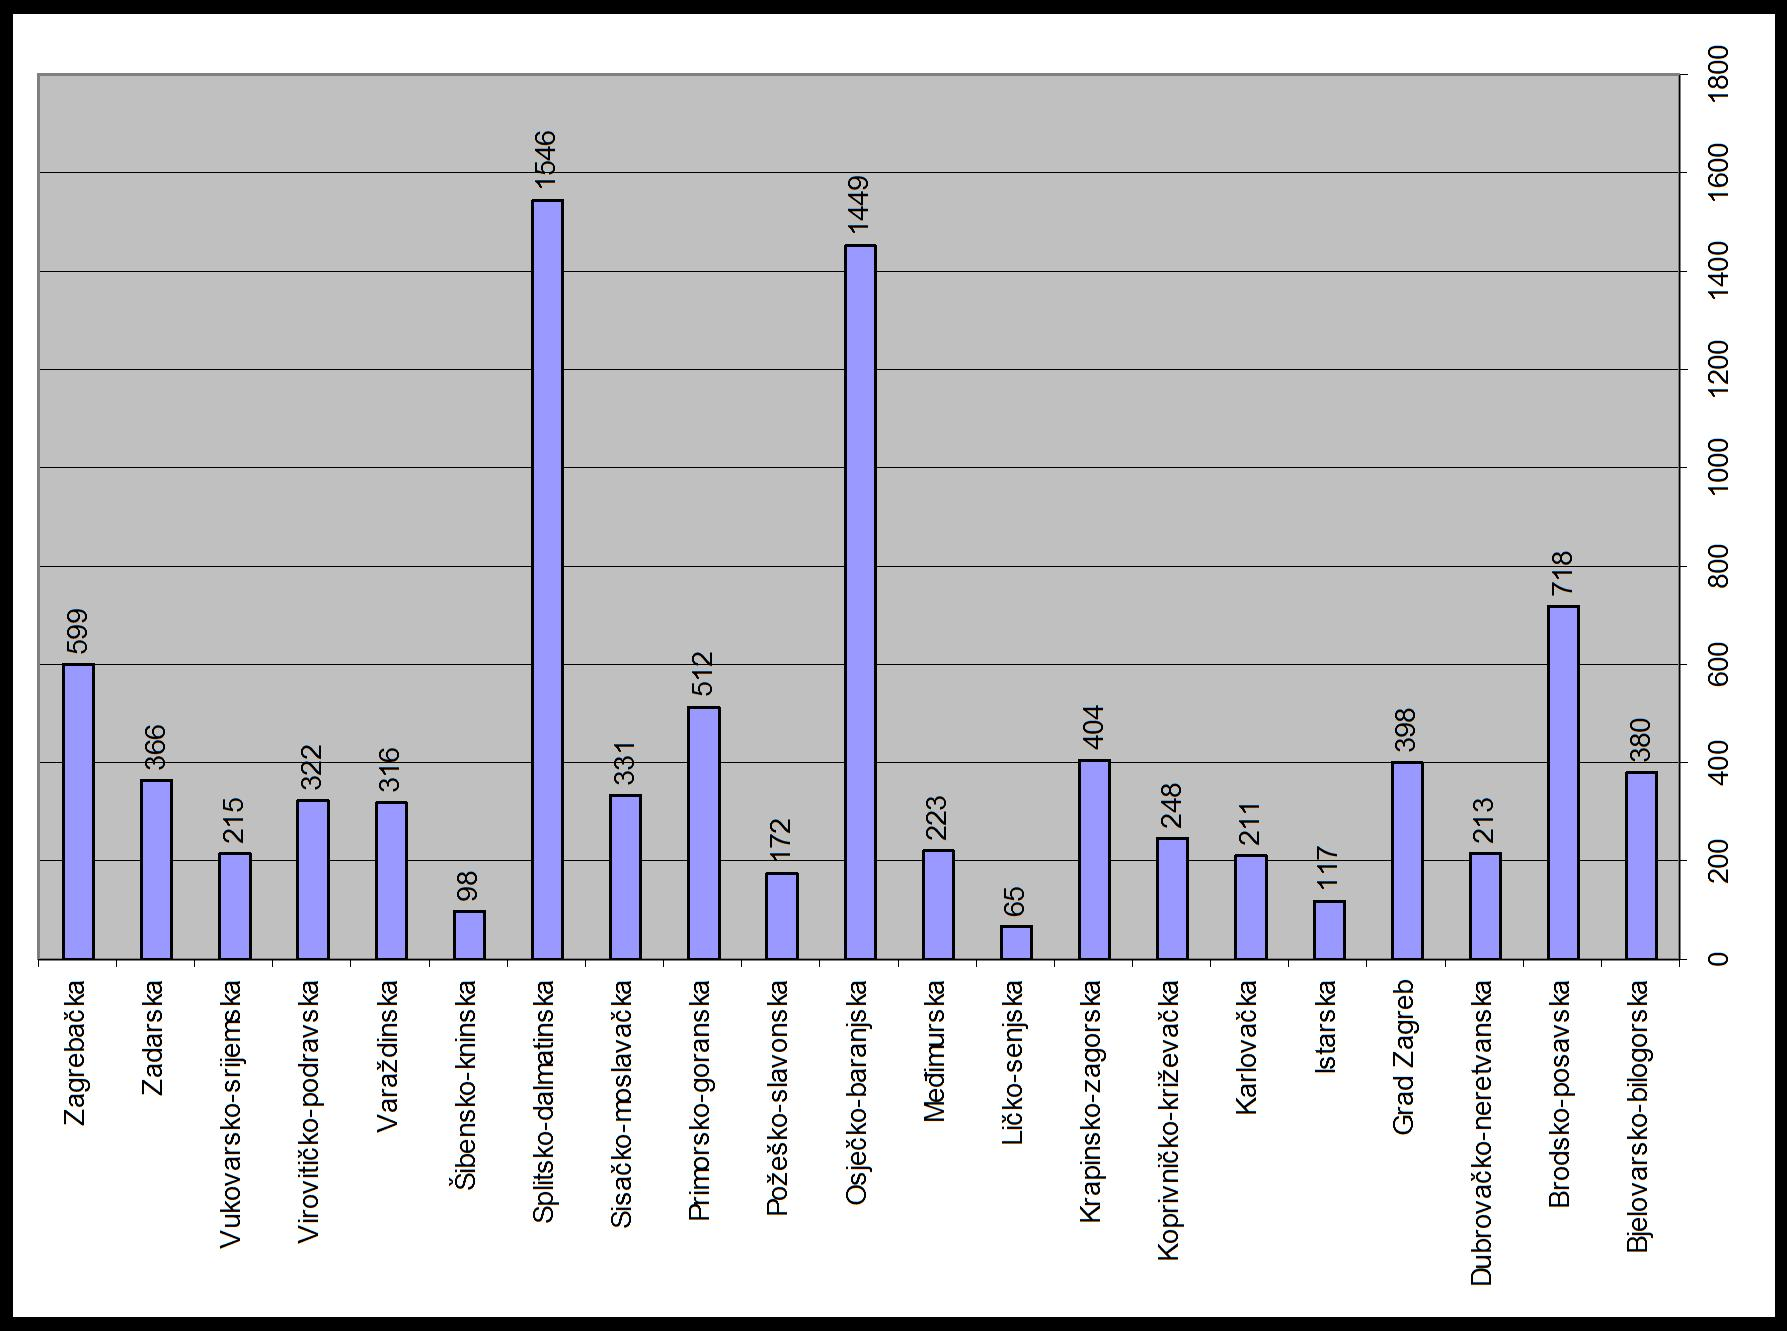 1800
1600
1400
1200
1000
800
600
400
200
0
599
366
215
322
316
98
1546
331
512
172
1449
223
65
404
248
211
117
398
213
718
380
Zagrebačka
Zadarska
Vukovarsko-srijemska
Virovitičko-podravska
Varaždinska
Šibensko-kninska
Splitsko-dalmatinska
Sisačko-moslavačka
Primorsko-goranska
Požeško-slavonska
Osječko-baranjska
Međimurska
Ličko-senjska
Krapinsko-zagorska
Koprivničko-križevačka
Karlovačka
Istarska
Grad Zagreb
Dubrovačko-neretvanska
Brodsko-posavska
Bjelovarsko-bilogorska